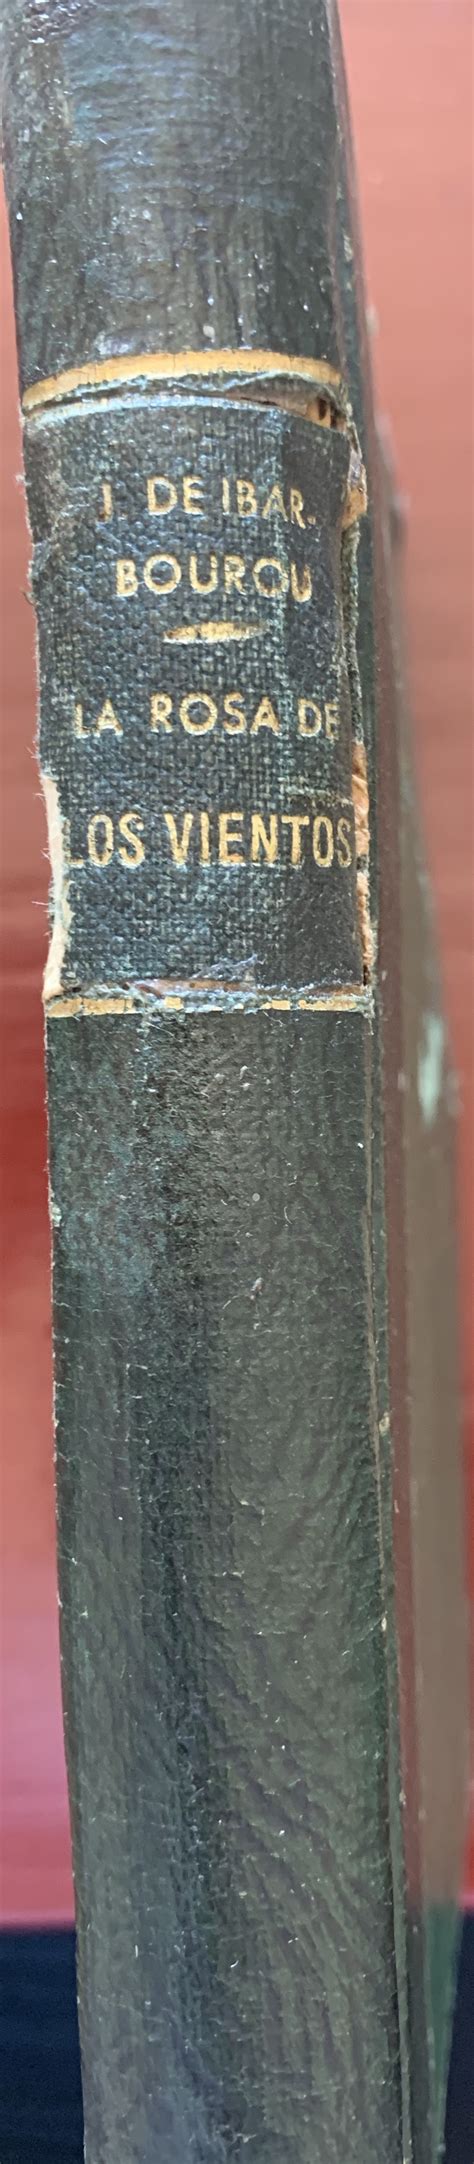 J. DE IBAR-
BOUROU
LA ROSA DE
LOS VIENTOS